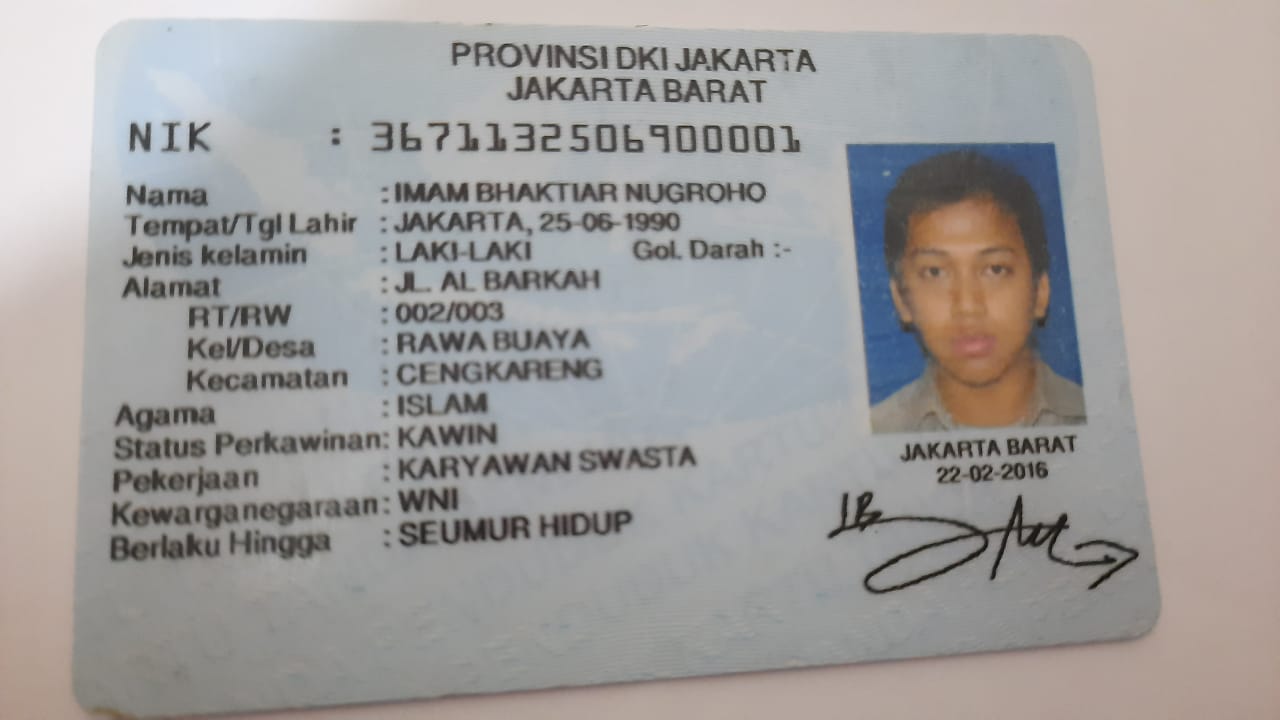 PROVINSI DKI JAKARTA
JAKARTA BARAT
NIK : 3671132506900001
Nama : IMAM BHAKTIAR NUGROHO
Tempat/Tgl Lahir : JAKARTA, 25-06-1990
Jenis kelamin : LAKI-LAKI Gol. Darah :-
Alamat : JL. AL BARKAH
RT/RW : 002/003
Kel/Desa : RAWA BUAYA
Kecamatan : CENGKARENG
Agama : ISLAM
Status Perkawinan: KAWIN
Pekerjaan : KARYAWAN SWASTA
Kewarganegaraan: WNI
Berlaku Hingga : SEUMUR HIDUP
JAKARTA BARAT
22-02-2016